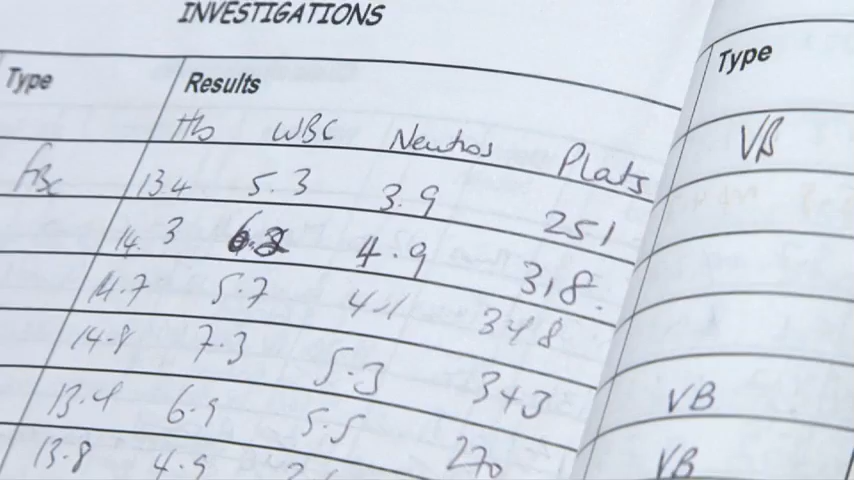 INVESTIGATIONS
Type Results
Hb WBC Neutros Plats
FBC 13.4 5.3 3.9 251
14.3 4.9 318
14.7 5.7 348
14.8 7.3 5.3 343
13.4 6.9 5.5 270
13.8 4.9
Type
VB
VB
VB